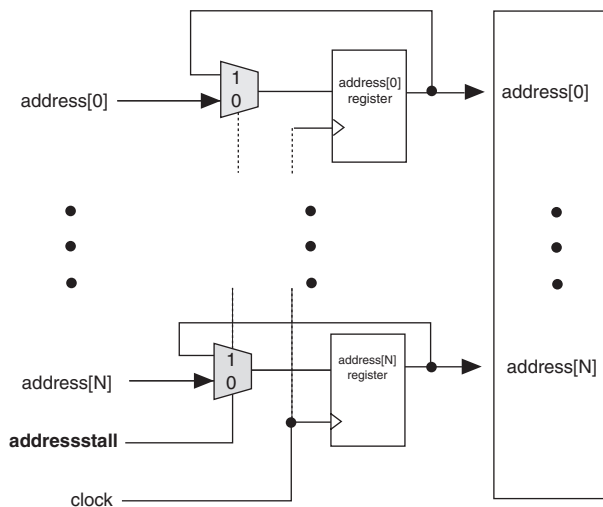 1
0
address[0]
address[0]
register
address[0]
1
0
address[N]
address[N]
register
address[N]
addressstall
clock